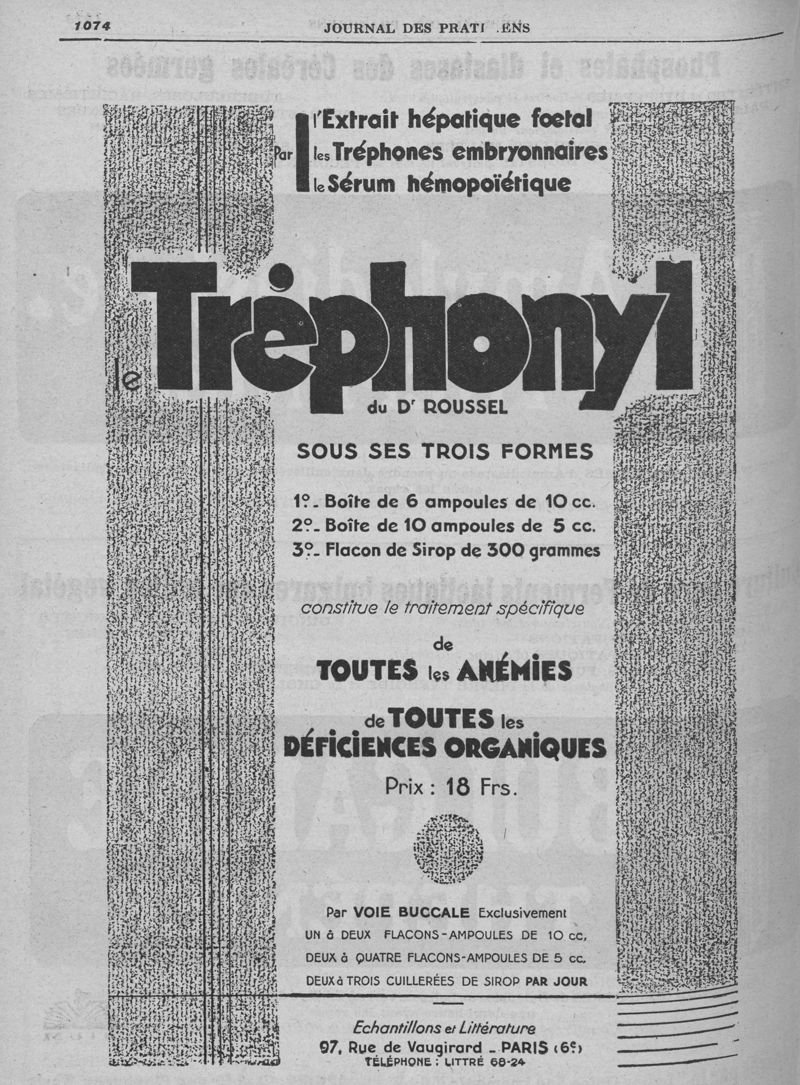 1074
JOURNAL DES PRATI ENS
l'Extrait hépatique foetal
Par les Tréphones embryonnaires
le Sérum hémopoïétique
le Tréphonyl
du Dr ROUSSEL
SOUS SES TROIS FORMES
1º_ Boîte de 6 ampoules de 10 cc.
2º_ Boîte de 10 ampoules de 5 cc.
3º_ Flacon de Sirop de 300 grammes
constitue le traitement spécifique
de
TOUTES les ANÉMIES
de TOUTES les
DÉFICIENCES ORGANIQUES
Prix : 18 Frs.
Par VOIE BUCCALE Exclusivement
UN à DEUX FLACONS-AMPOULES DE 10 cc,
DEUX à QUATRE FLACONS-AMPOULES DE 5 cc.
DEUX à TROIS CUILLERÉES DE SIROP PAR JOUR
Echantillons et Littérature
97, Rue de Vaugirard _ PARIS (6e)
TÉLÉPHONE : LITTRÉ 68-24